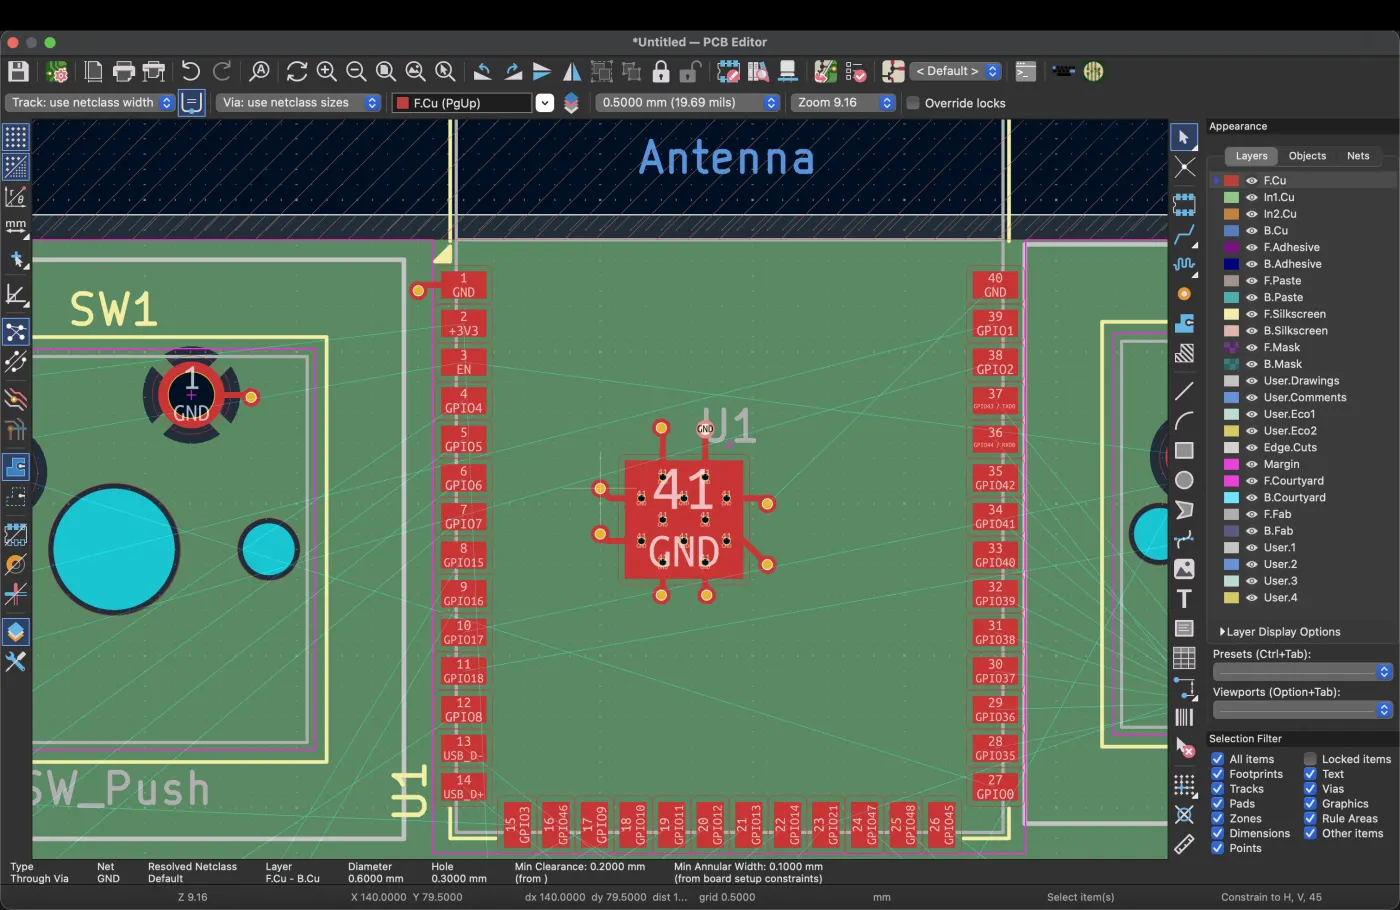 *Untitled — PCB Editor
< Default >
Track: use netclass width
Via: use netclass sizes
F.Cu (PgUp)
0.5000 mm (19.69 mils)
Zoom 9.16
Override locks
Antenna
SW1
1
GND
SW_Push
U1
U1
41
GND
GND
1
GND
2
+3V3
3
EN
4
GPIO4
5
GPIO5
6
GPIO6
7
GPIO7
8
GPIO15
9
GPIO16
10
GPIO17
11
GPIO18
12
GPIO8
13
USB_D-
14
USB_D+
15
GPIO3
16
GPIO46
17
GPIO9
18
GPIO10
19
GPIO11
20
GPIO12
21
GPIO13
22
GPIO14
23
GPIO21
24
GPIO47
25
GPIO48
26
GPIO45
40
GND
39
GPIO1
38
GPIO2
37
GPIO43 / TXD0
36
GPIO44 / RXD0
35
GPIO42
34
GPIO41
33
GPIO40
32
GPIO39
31
GPIO38
30
GPIO37
29
GPIO36
28
GPIO35
27
GPIO0
mm
Appearance
Layers Objects Nets
F.Cu
In1.Cu
In2.Cu
B.Cu
F.Adhesive
B.Adhesive
F.Paste
B.Paste
F.Silkscreen
B.Silkscreen
F.Mask
B.Mask
User.Drawings
User.Comments
User.Eco1
User.Eco2
Edge.Cuts
Margin
F.Courtyard
B.Courtyard
F.Fab
B.Fab
User.1
User.2
User.3
User.4
Layer Display Options
Presets (Ctrl+Tab):
Viewports (Option+Tab):
Selection Filter
All items Locked items
Footprints Text
Tracks Vias
Pads Graphics
Zones Rule Areas
Dimensions Other items
Points
Type Net Resolved Netclass Layer Diameter Hole Min Clearance: 0.2000 mm Min Annular Width: 0.1000 mm
Through Via GND Default F.Cu - B.Cu 0.6000 mm 0.3000 mm (from ) (from board setup constraints)
Z 9.16 X 140.0000 Y 79.5000 dx 140.0000 dy 79.5000 dist 1... grid 0.5000 mm Select item(s) Constrain to H, V, 45